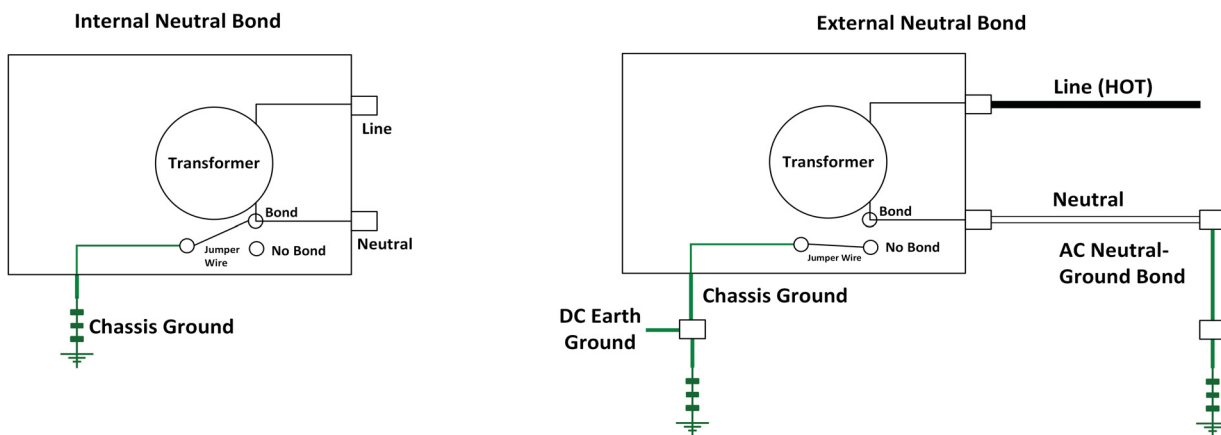 Internal Neutral Bond
Transformer
Line
Bond
Neutral
Jumper
Wire
No Bond
Chassis Ground
External Neutral Bond
Line (HOT)
Transformer
Neutral
Bond
No Bond
Jumper Wire
AC Neutral-
Ground Bond
Chassis Ground
DC Earth
Ground